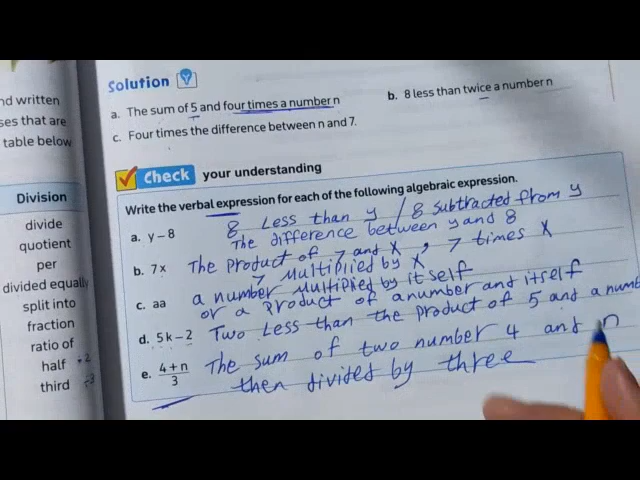 Solution
a. The sum of 5 and four times a number n
b. 8 less than twice a number n
c. Four times the difference between n and 7.
nd written
ses that are
table below
Division
divide
quotient
per
divided equally
split into
fraction
ratio of
half ÷2
third ÷3
Check your understanding
Write the verbal expression for each of the following algebraic expression.
a. y – 8
8 Less than y / 8 subtracted from y
The difference between y and 8
b. 7x
The product of 7 and X, 7 times X
7 multiplied by X
c. aa
a number multiplied by itself
or a product of a number and itself
d. 5k – 2
Two Less than the product of 5 and a numb
e. 4 + n / 3
The sum of two number 4 and n
then divided by three